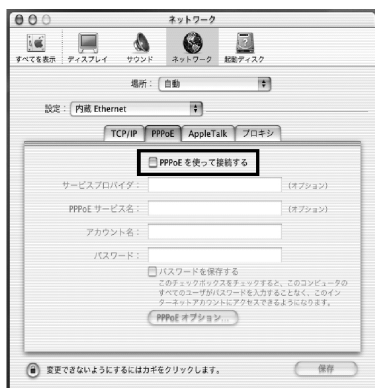 ネットワーク
すべてを表示 ディスプレイ サウンド ネットワーク 起動ディスク
場所： 自動
設定： 内蔵 Ethernet
TCP/IP PPPoE AppleTalk プロキシ
PPPoE を使って接続する
サービスプロバイダ： (オプション)
PPPoE サービス名： (オプション)
アカウント名：
パスワード：
パスワードを保存する
このチェックボックスをチェックすると、このコンピュータの
すべてのユーザがパスワードを入力することなく、このイン
ターネットアカウントにアクセスできるようになります。
PPPoE オプション...
変更できないようにするにはカギをクリックします。 保存